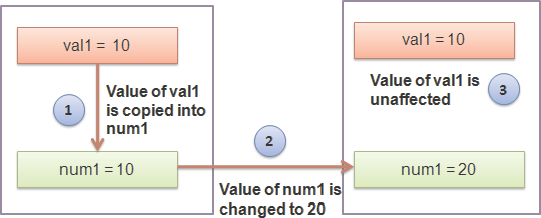 val1 = 10
1
Value of val1
is copied into
num1
num1 = 10
2
Value of num1 is
changed to 20
val1 = 10
Value of val1 is
unaffected
3
num1 = 20